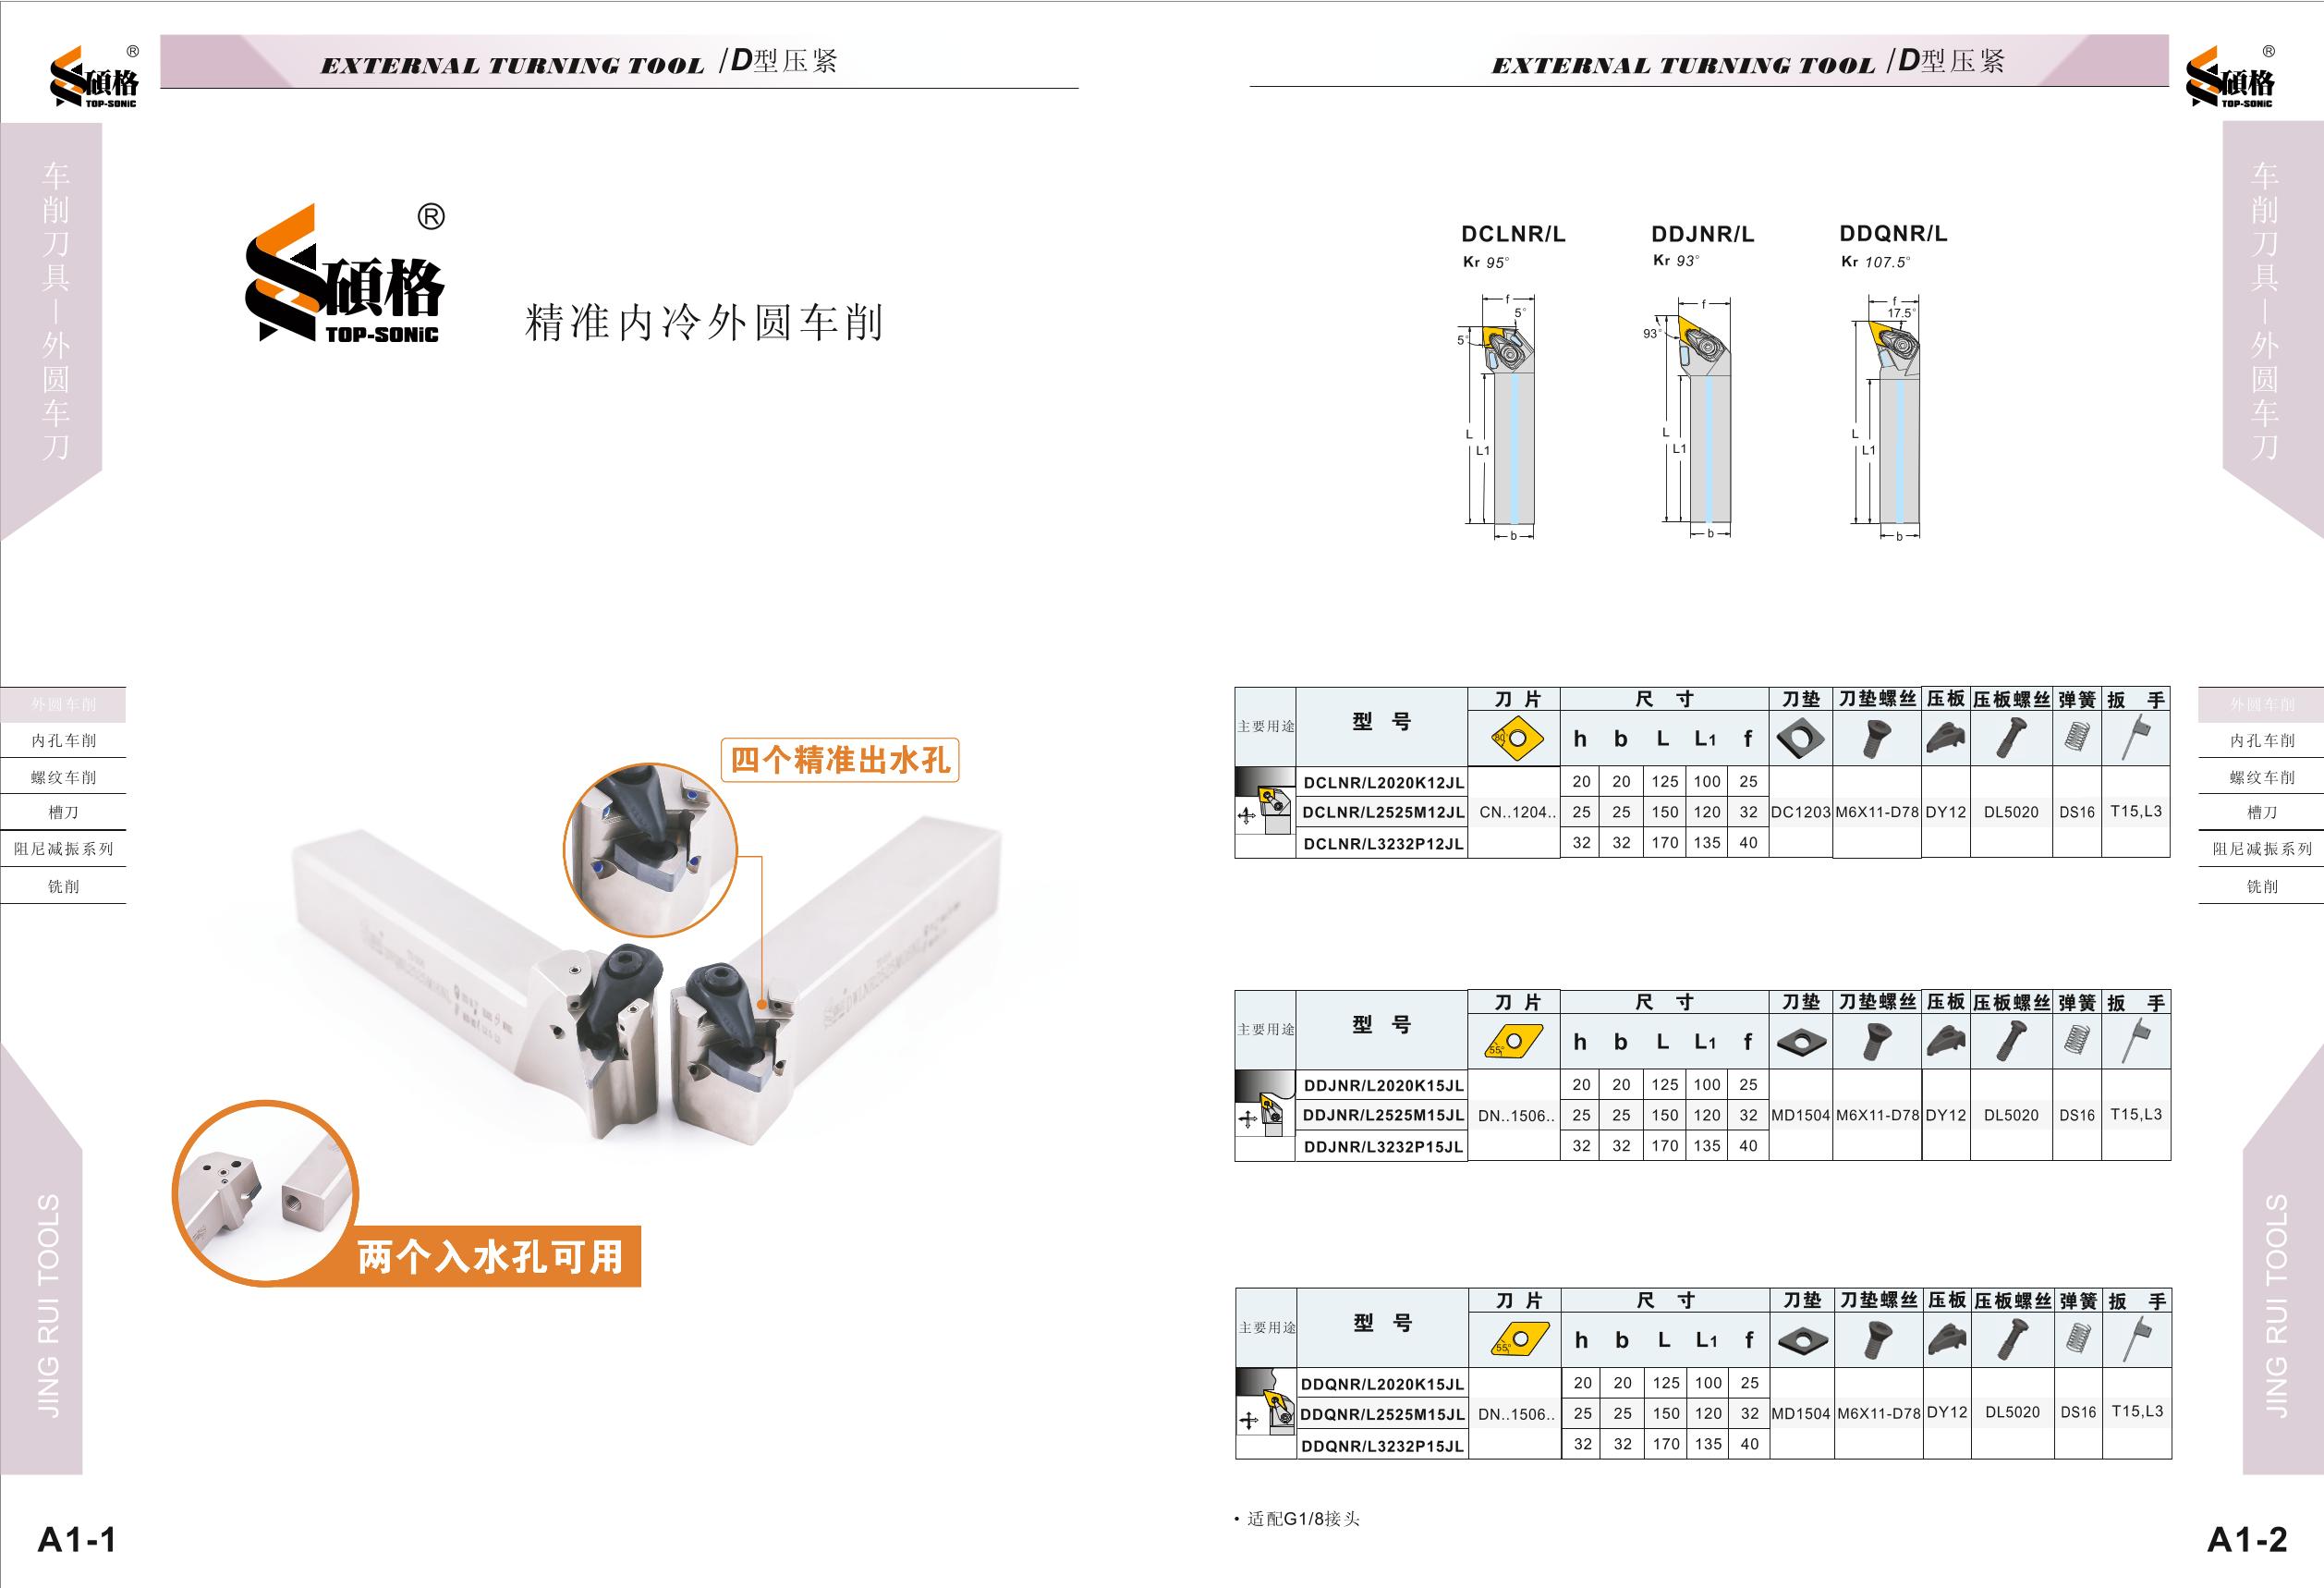 硕格
TOP-SONiC
®
EXTERNAL TURNING TOOL /D型压紧
车削刀具—外圆车刀
碩格
TOP-SONiC
®
精准内冷外圆车削
外圆车削
内孔车削
螺纹车削
槽刀
阻尼减振系列
铣削
四个精准出水孔
两个入水孔可用
JING RUI TOOLS
A1-1
EXTERNAL TURNING TOOL /D型压紧
碩格
TOP-SONiC
®
车削刀具—外圆车刀
DCLNR/L DDJNR/L DDQNR/L
Kr 95° Kr 93° Kr 107.5°
f f f
5° 17.5°
5° 93°
L L L
L1 L1 L1
b b b
主要用途 型 号 刀 片 尺 寸 刀垫 刀垫螺丝 压板 压板螺丝 弹簧 扳 手
80° h b L L1 f
DCLNR/L2020K12JL 20 20 125 100 25
DCLNR/L2525M12JL CN..1204.. 25 25 150 120 32 DC1203 M6X11-D78 DY12 DL5020 DS16 T15,L3
DCLNR/L3232P12JL 32 32 170 135 40
主要用途 型 号 刀 片 尺 寸 刀垫 刀垫螺丝 压板 压板螺丝 弹簧 扳 手
55° h b L L1 f
DDJNR/L2020K15JL 20 20 125 100 25
DDJNR/L2525M15JL DN..1506.. 25 25 150 120 32 MD1504 M6X11-D78 DY12 DL5020 DS16 T15,L3
DDJNR/L3232P15JL 32 32 170 135 40
主要用途 型 号 刀 片 尺 寸 刀垫 刀垫螺丝 压板 压板螺丝 弹簧 扳 手
55° h b L L1 f
DDQNR/L2020K15JL 20 20 125 100 25
DDQNR/L2525M15JL DN..1506.. 25 25 150 120 32 MD1504 M6X11-D78 DY12 DL5020 DS16 T15,L3
DDQNR/L3232P15JL 32 32 170 135 40
• 适配G1/8接头
外圆车削
内孔车削
螺纹车削
槽刀
阻尼减振系列
铣削
JING RUI TOOLS
A1-2